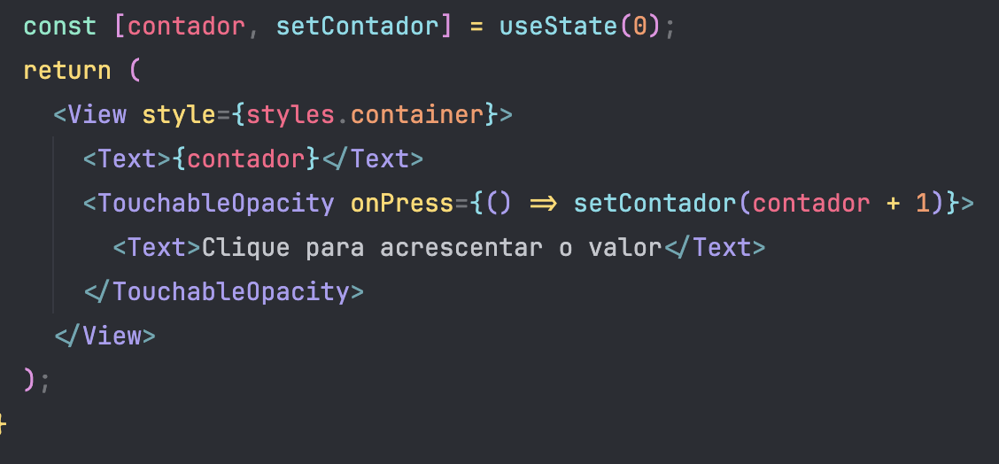 const [contador, setContador] = useState(0);
return (
<View style={styles.container}>
<Text>{contador}</Text>
<TouchableOpacity onPress={() => setContador(contador + 1)}>
<Text>Clique para acrescentar o valor</Text>
</TouchableOpacity>
</View>
);
}